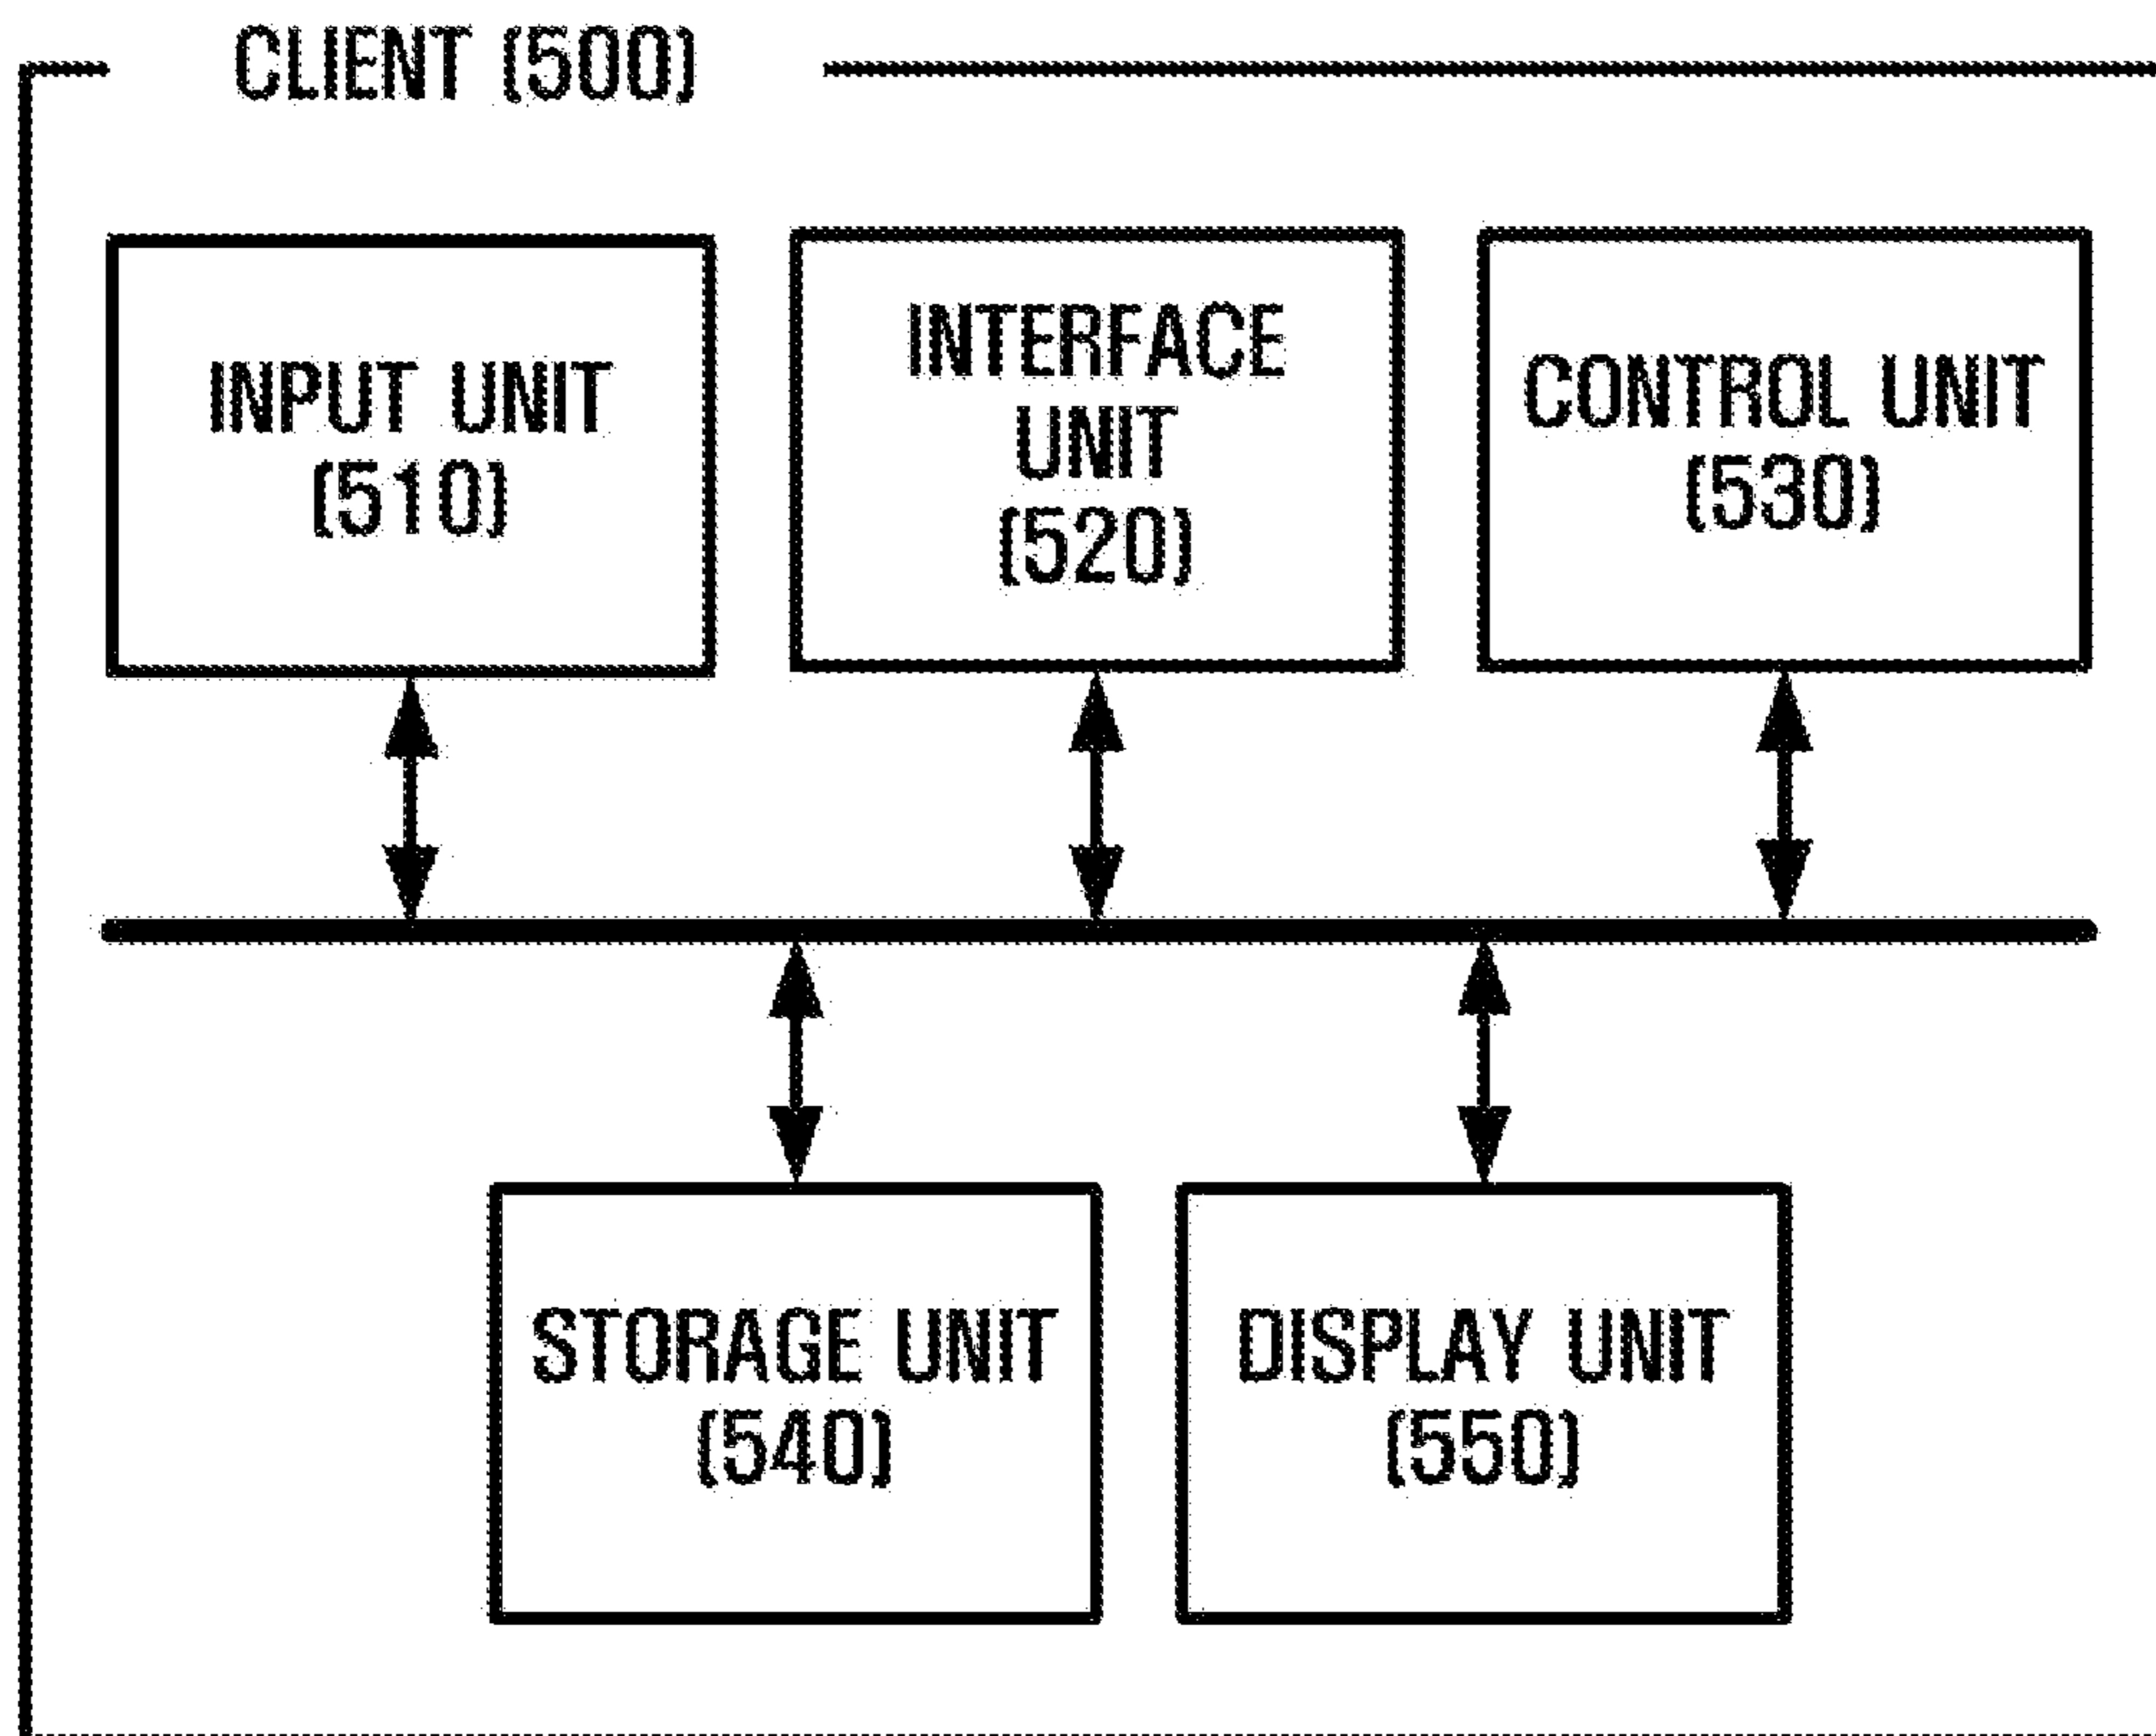 CLIENT (500)
INPUT UNIT
(510)
INTERFACE
UNIT
(520)
CONTROL UNIT
(530)
STORAGE UNIT
(540)
DISPLAY UNIT
(550)